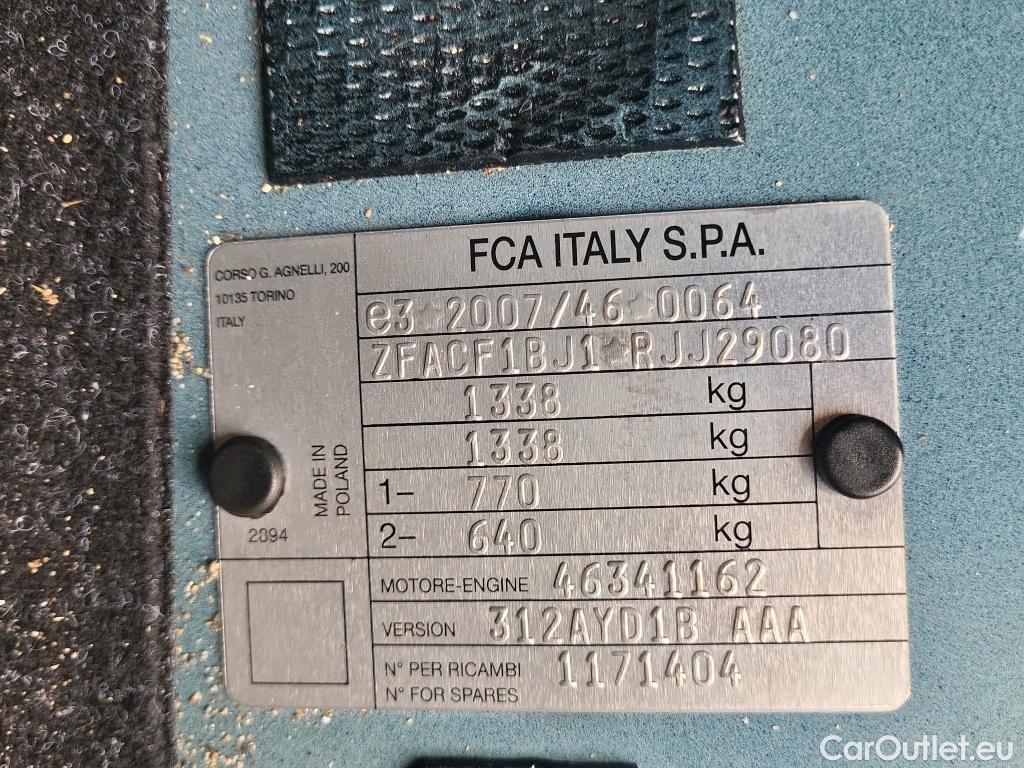 FCA ITALY S.P.A.
CORSO G. AGNELLI, 200
10135 TORINO
ITALY
e3*2007/46*0064
ZFACF1BJ1*RJJ29080
1338 kg
1338 kg
1- 770 kg
2- 640 kg
MADE IN
POLAND
2894
MOTORE-ENGINE 46341162
VERSION 312AYD1B AAA
N° PER RICAMBI
N° FOR SPARES
1171404
CarOutlet.eu